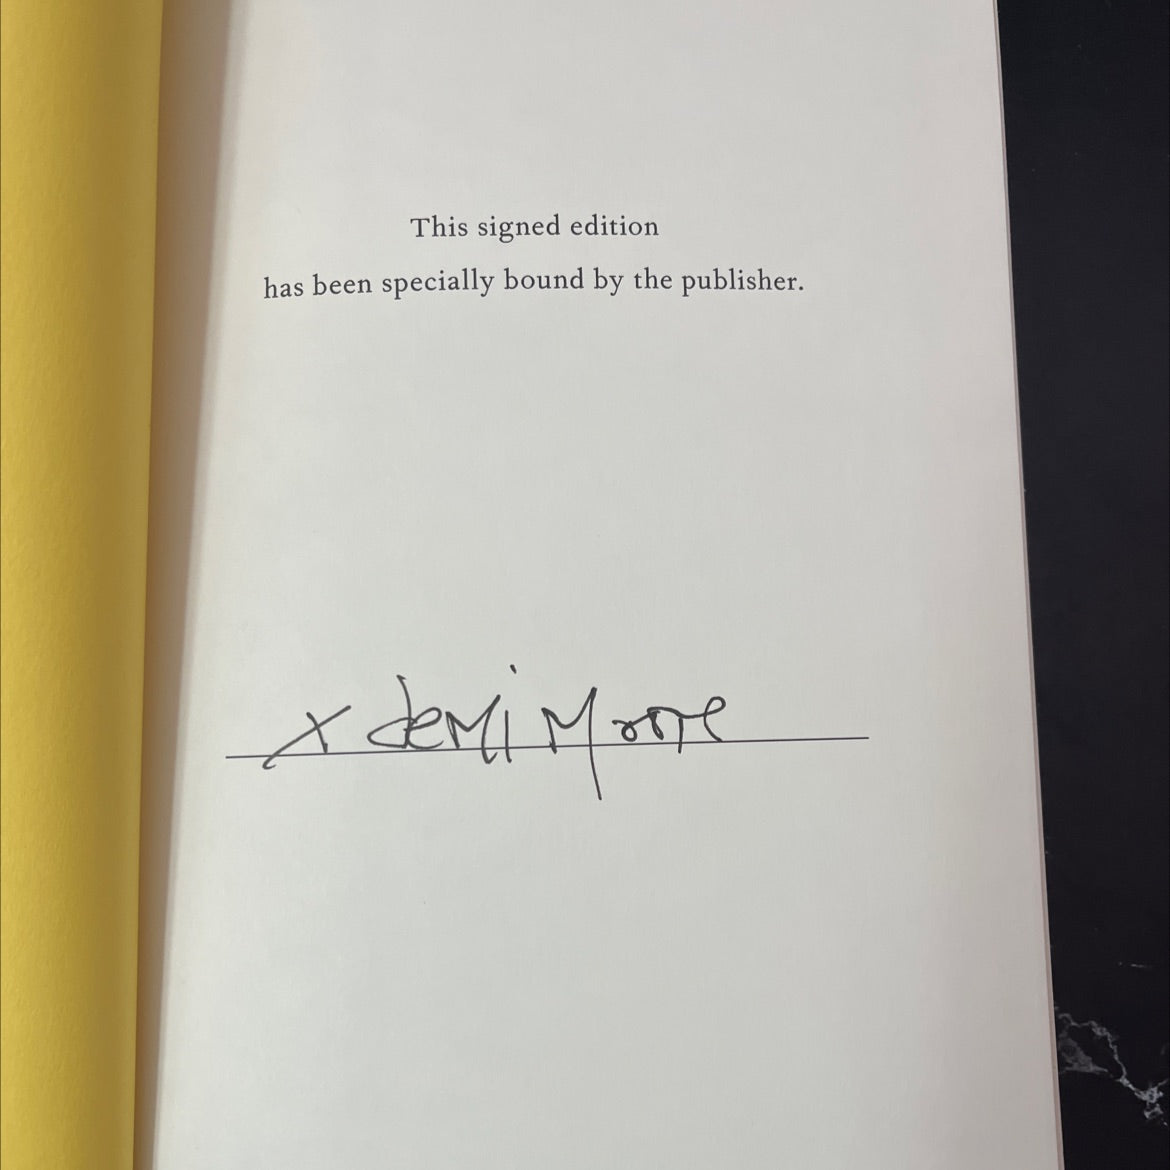 This signed edition
has been specially bound by the publisher.
x demi Moore